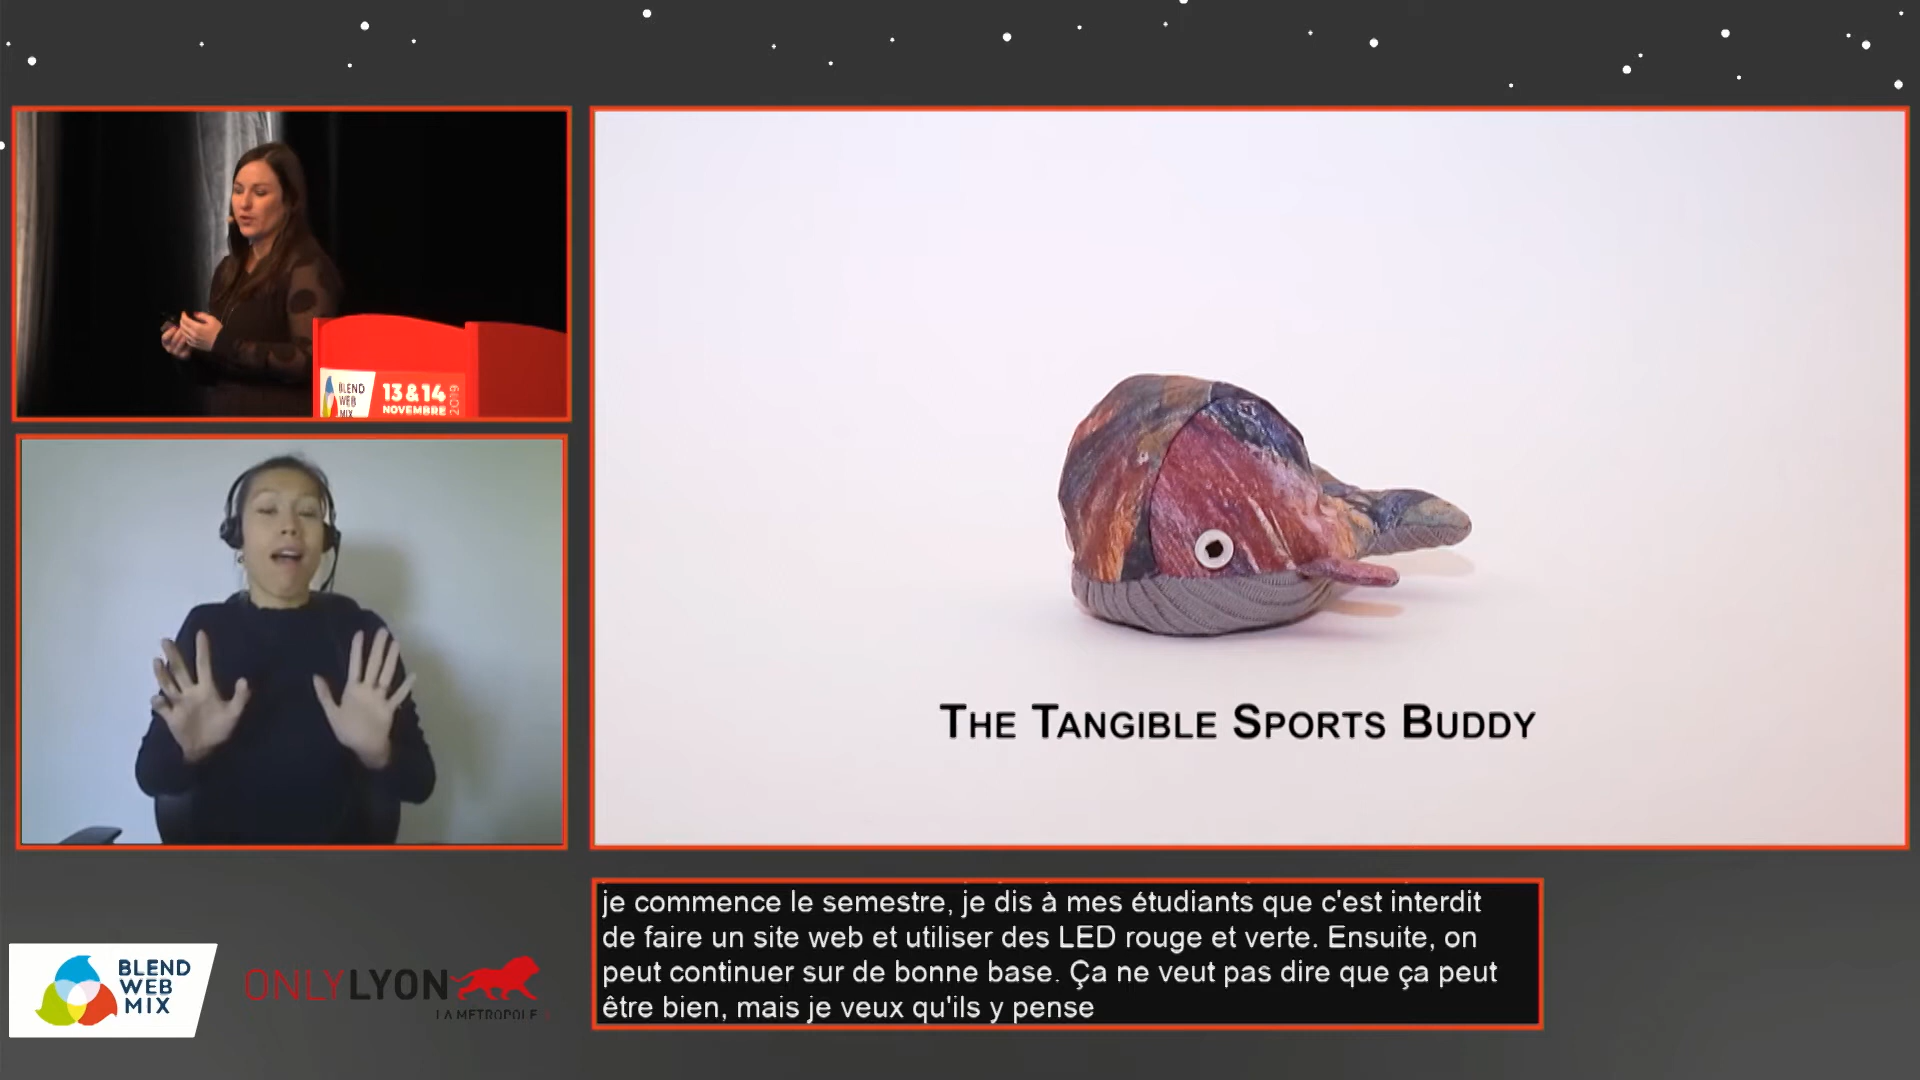 BLEND
WEB
MIX
13 & 14
NOVEMBRE
2019
THE TANGIBLE SPORTS BUDDY
je commence le semestre, je dis à mes étudiants que c'est interdit
de faire un site web et utiliser des LED rouge et verte. Ensuite, on
peut continuer sur de bonne base. Ça ne veut pas dire que ça peut
être bien, mais je veux qu'ils y pense
BLEND
WEB
MIX
ONLYLYON
LA METROPOLE